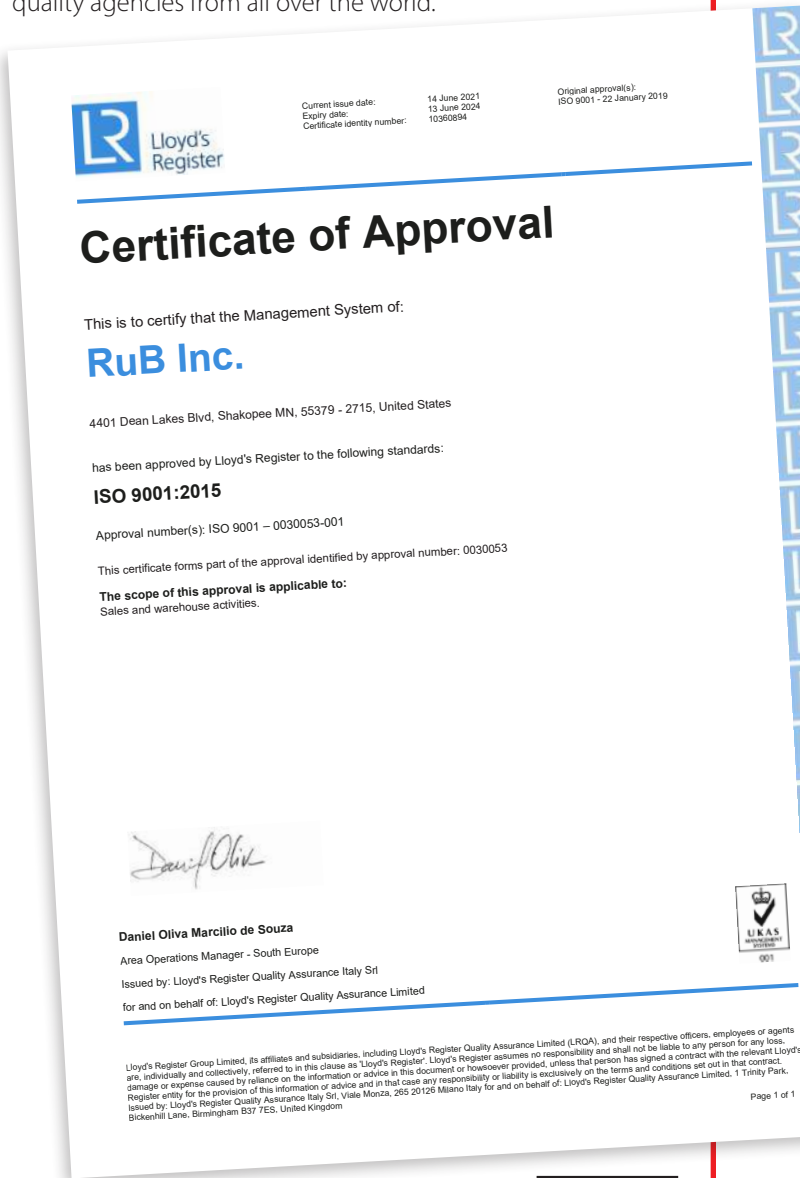 quality agencies from all over the world.
LR
Lloyd's
Register
Current issue date: 14 June 2021
Expiry date: 13 June 2024
Certificate identity number: 10360894
Original approval(s):
ISO 9001 - 22 January 2019
Certificate of Approval
This is to certify that the Management System of:
RuB Inc.
4401 Dean Lakes Blvd, Shakopee MN, 55379 - 2715, United States
has been approved by Lloyd's Register to the following standards:
ISO 9001:2015
Approval number(s): ISO 9001 – 0030053-001
This certificate forms part of the approval identified by approval number: 0030053
The scope of this approval is applicable to:
Sales and warehouse activities.
Daniel Oliva Marcilio de Souza
Area Operations Manager - South Europe
Issued by: Lloyd's Register Quality Assurance Italy Srl
for and on behalf of: Lloyd's Register Quality Assurance Limited
UKAS
MANAGEMENT
SYSTEMS
001
Lloyd's Register Group Limited, its affiliates and subsidiaries, including Lloyd's Register Quality Assurance Limited (LRQA), and their respective officers, employees or agents
are, individually and collectively, referred to in this clause as 'Lloyd's Register'. Lloyd's Register assumes no responsibility and shall not be liable to any person for any loss,
damage or expense caused by reliance on the information or advice in this document or howsoever provided, unless that person has signed a contract with the relevant Lloyd's
Register entity for the provision of this information or advice and in that case any responsibility or liability is exclusively on the terms and conditions set out in that contract.
Issued by: Lloyd's Register Quality Assurance Italy Srl, Viale Monza, 265 20126 Milano Italy for and on behalf of: Lloyd's Register Quality Assurance Limited, 1 Trinity Park,
Bickenhill Lane, Birmingham B37 7ES, United Kingdom
Page 1 of 1